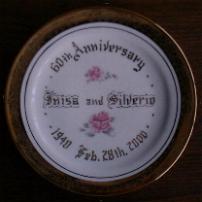 60th Anniversary
Luisa and Silverio
1940 Feb. 28th, 2000